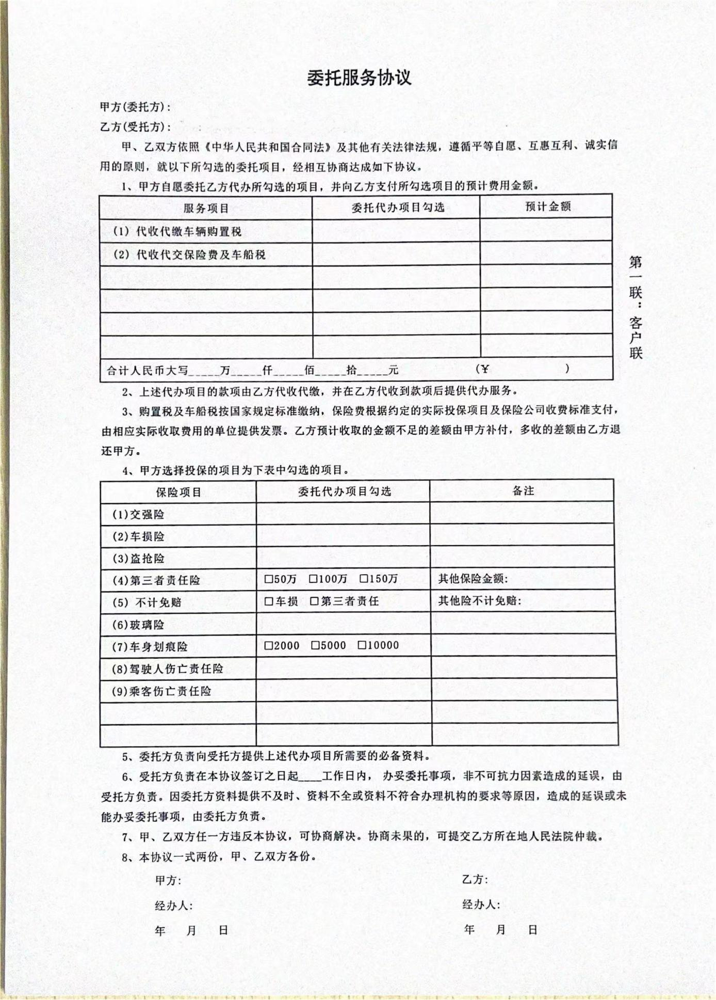 委托服务协议
甲方(委托方)：
乙方(受托方)：
甲、乙双方依照《中华人民共和国合同法》及其他有关法律法规，遵循平等自愿、互惠互利、诚实信
用的原则，就以下所勾选的委托项目，经相互协商达成如下协议。
1、甲方自愿委托乙方代办所勾选的项目，并向乙方支付所勾选项目的预计费用金额。
服务项目 委托代办项目勾选 预计金额
(1) 代收代缴车辆购置税
(2) 代收代交保险费及车船税
合计人民币大写_____万_____仟_____佰_____拾_____元 (¥ )
第一联：客户联
2、上述代办项目的款项由乙方代收代缴，并在乙方代收到款项后提供代办服务。
3、购置税及车船税按国家规定标准缴纳，保险费根据约定的实际投保项目及保险公司收费标准支付，
由相应实际收取费用的单位提供发票。乙方预计收取的金额不足的差额由甲方补付，多收的差额由乙方退
还甲方。
4、甲方选择投保的项目为下表中勾选的项目。
保险项目 委托代办项目勾选 备注
(1)交强险
(2)车损险
(3)盗抢险
(4)第三者责任险 □50万 □100万 □150万 其他保险金额:
(5) 不计免赔 □车损 □第三者责任 其他险不计免赔:
(6)玻璃险
(7)车身划痕险 □2000 □5000 □10000
(8)驾驶人伤亡责任险
(9)乘客伤亡责任险
5、委托方负责向受托方提供上述代办项目所需要的必备资料。
6、受托方负责在本协议签订之日起____工作日内， 办妥委托事项，非不可抗力因素造成的延误，由
受托方负责。因委托方资料提供不及时、资料不全或资料不符合办理机构的要求等原因，造成的延误或未
能办妥委托事项，由委托方负责。
7、甲、乙双方任一方违反本协议，可协商解决。协商未果的，可提交乙方所在地人民法院仲裁。
8、本协议一式两份，甲、乙双方各份。
甲方: 乙方:
经办人: 经办人:
年 月 日 年 月 日